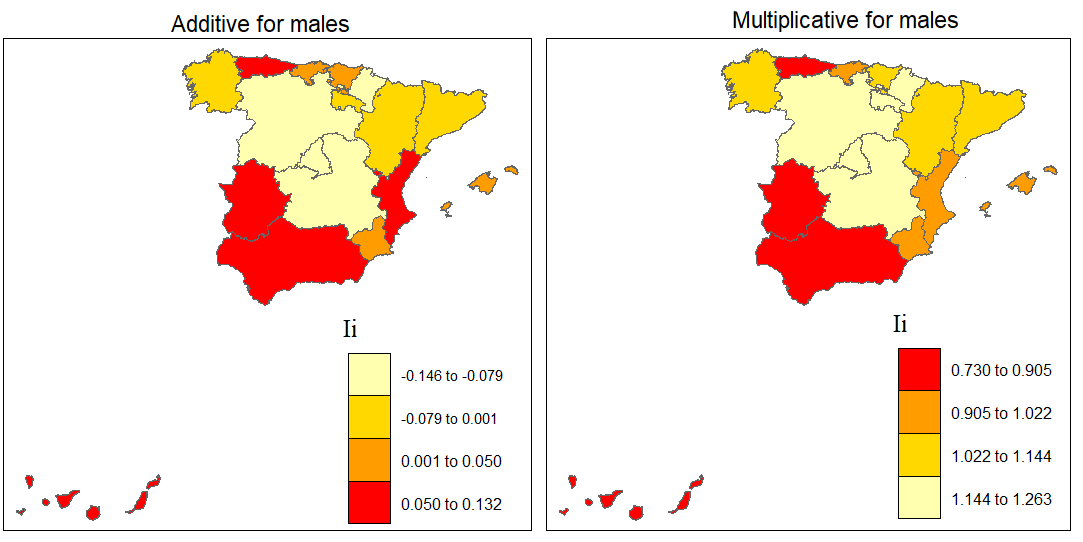 Additive for males
Multiplicative for males
Ii
-0.146 to -0.079
-0.079 to 0.001
0.001 to 0.050
0.050 to 0.132
Ii
0.730 to 0.905
0.905 to 1.022
1.022 to 1.144
1.144 to 1.263